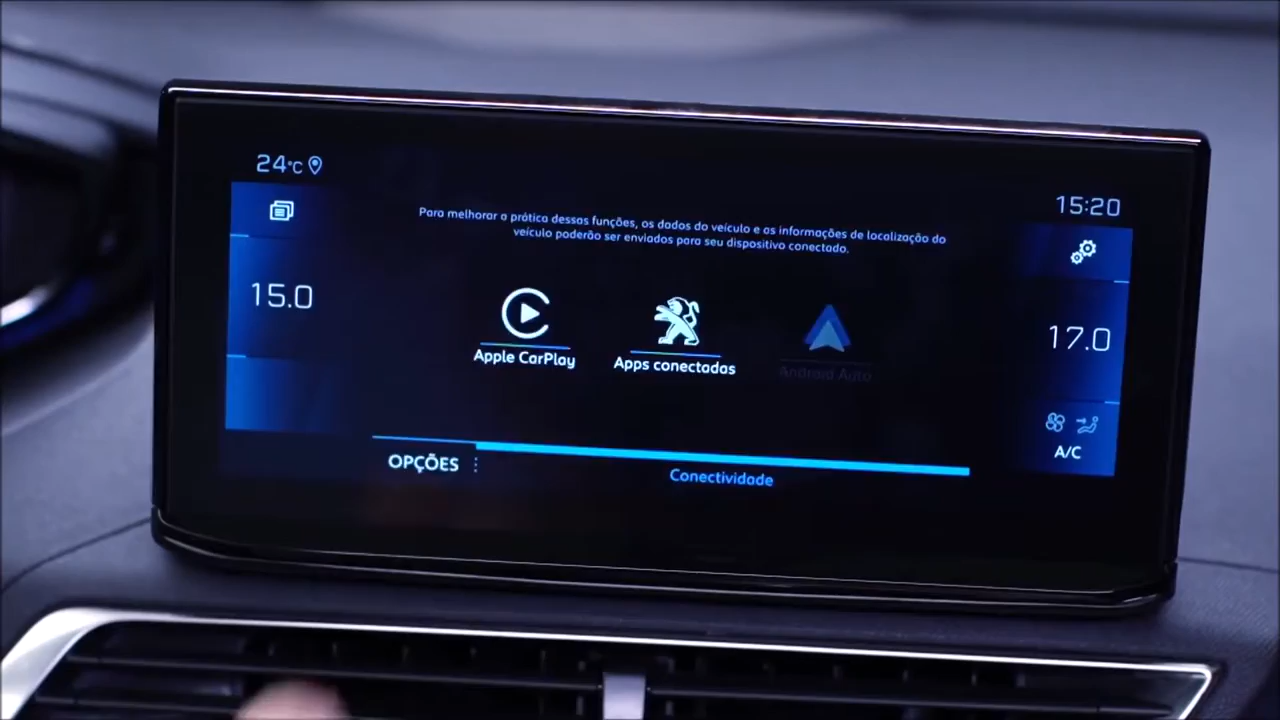 24°C
15:20
Para melhorar a prática dessas funções, os dados do veículo e as informações de localização do
veículo poderão ser enviados para seu dispositivo conectado.
15.0
17.0
Apple CarPlay
Apps conectadas
Android Auto
A/C
OPÇÕES
Conectividade